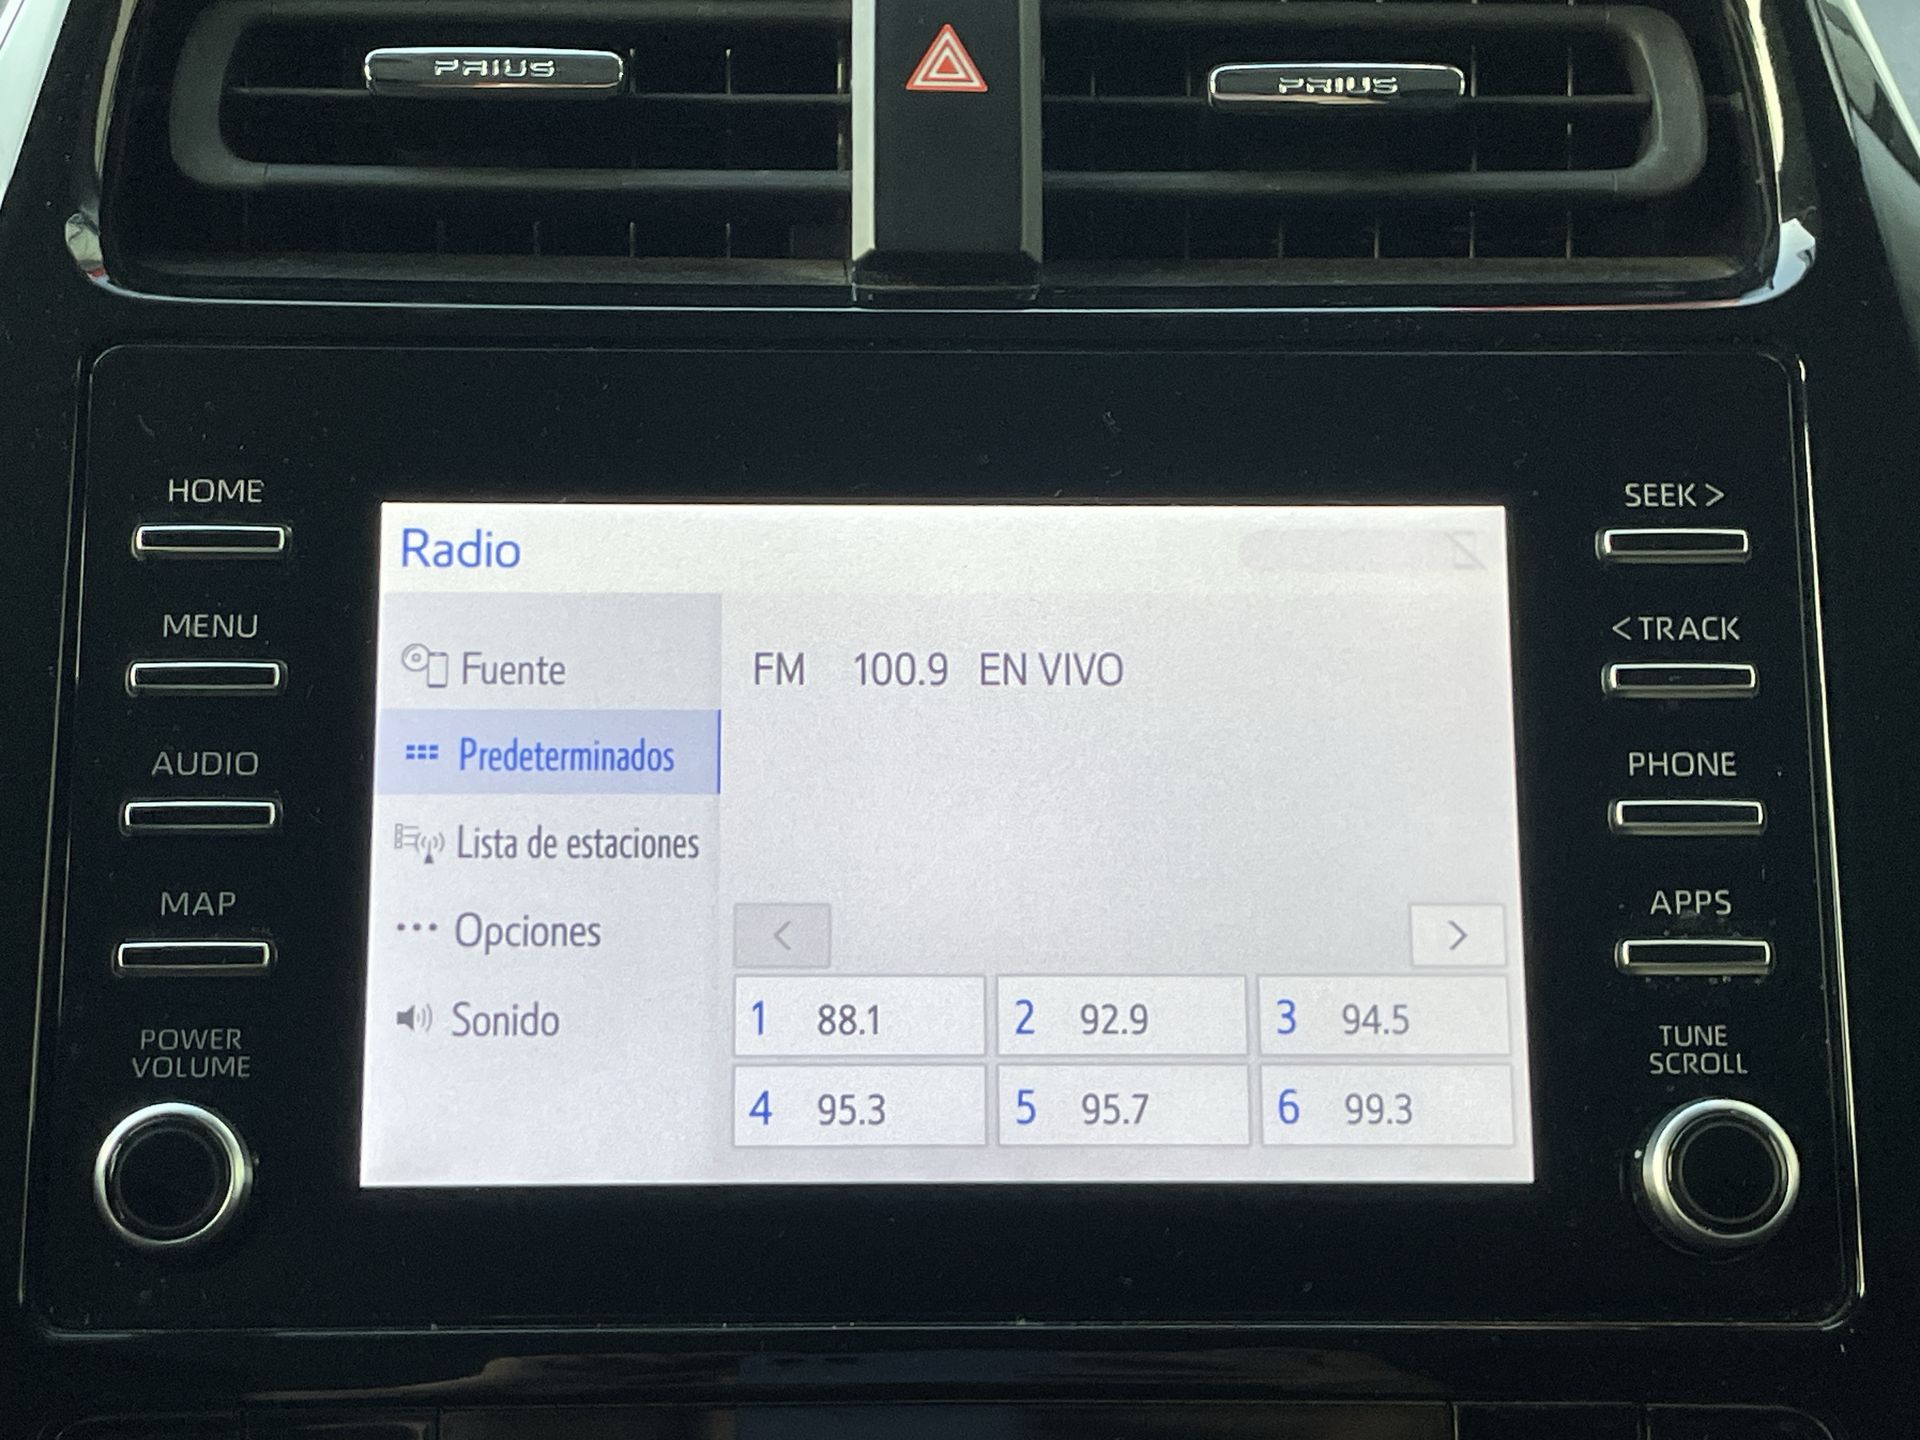 PRIUS
PRIUS
HOME
MENU
AUDIO
MAP
POWER
VOLUME
Radio
Fuente
Predeterminados
Lista de estaciones
Opciones
Sonido
FM 100.9 EN VIVO
<
>
1 88.1
2 92.9
3 94.5
4 95.3
5 95.7
6 99.3
SEEK >
< TRACK
PHONE
APPS
TUNE
SCROLL